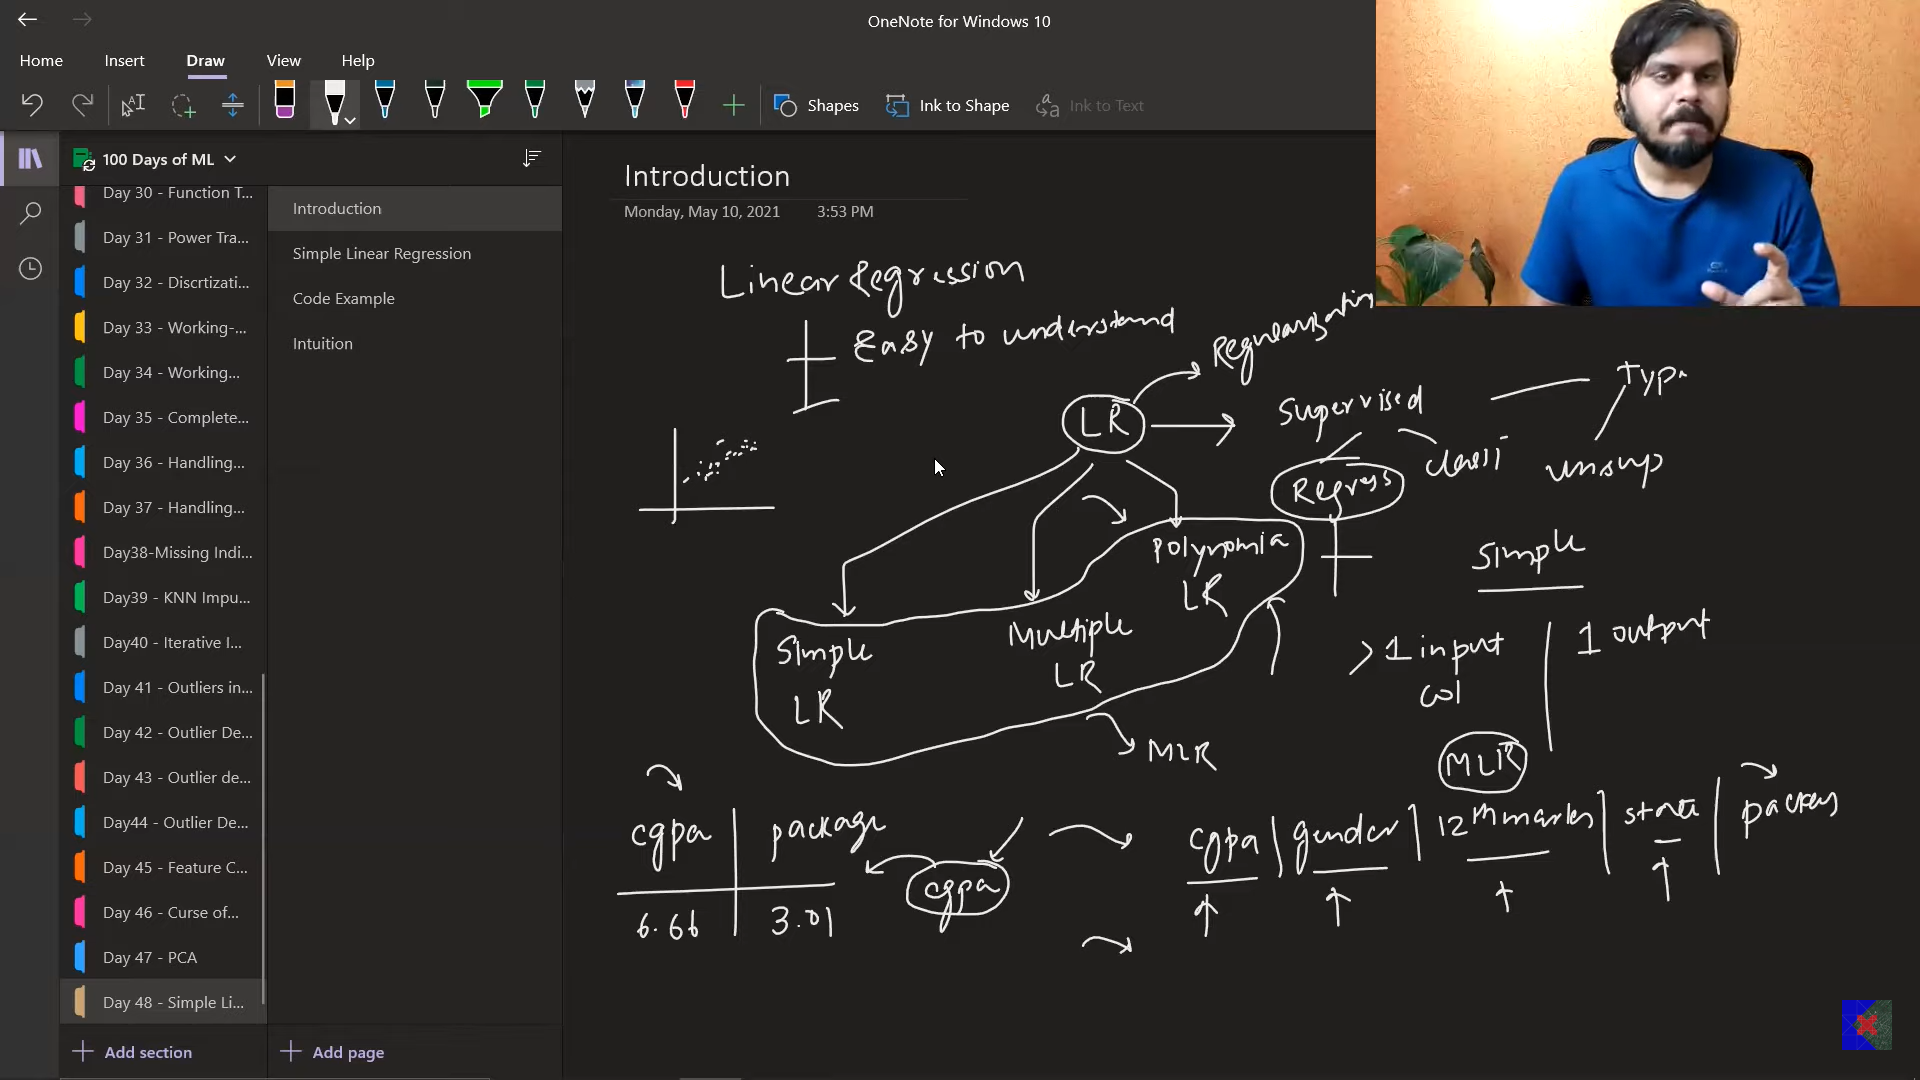 OneNote for Windows 10
Home Insert Draw View Help
Shapes Ink to Shape Ink to Text
100 Days of ML
Day 30 - Function T...
Day 31 - Power Tra...
Day 32 - Discrtizati...
Day 33 - Working-...
Day 34 - Working...
Day 35 - Complete...
Day 36 - Handling...
Day 37 - Handling...
Day38-Missing Indi...
Day39 - KNN Impu...
Day40 - Iterative I...
Day 41 - Outliers in...
Day 42 - Outlier De...
Day 43 - Outlier de...
Day44 - Outlier De...
Day 45 - Feature C...
Day 46 - Curse of...
Day 47 - PCA
Day 48 - Simple Li...
Add section
Introduction
Simple Linear Regression
Code Example
Intuition
Add page
Introduction
Monday, May 10, 2021 3:53 PM
Linear Regression
Easy to understand
Regularization
LR
Supervised
Type
Regress
classi
unsup
Simple
LR
Multiple
LR
Polynomia
LR
MLR
Simple
> 1 input
col
1 output
MLR
cgpa package
6.66 3.01
cgpa
cgpa gender 12th marks state